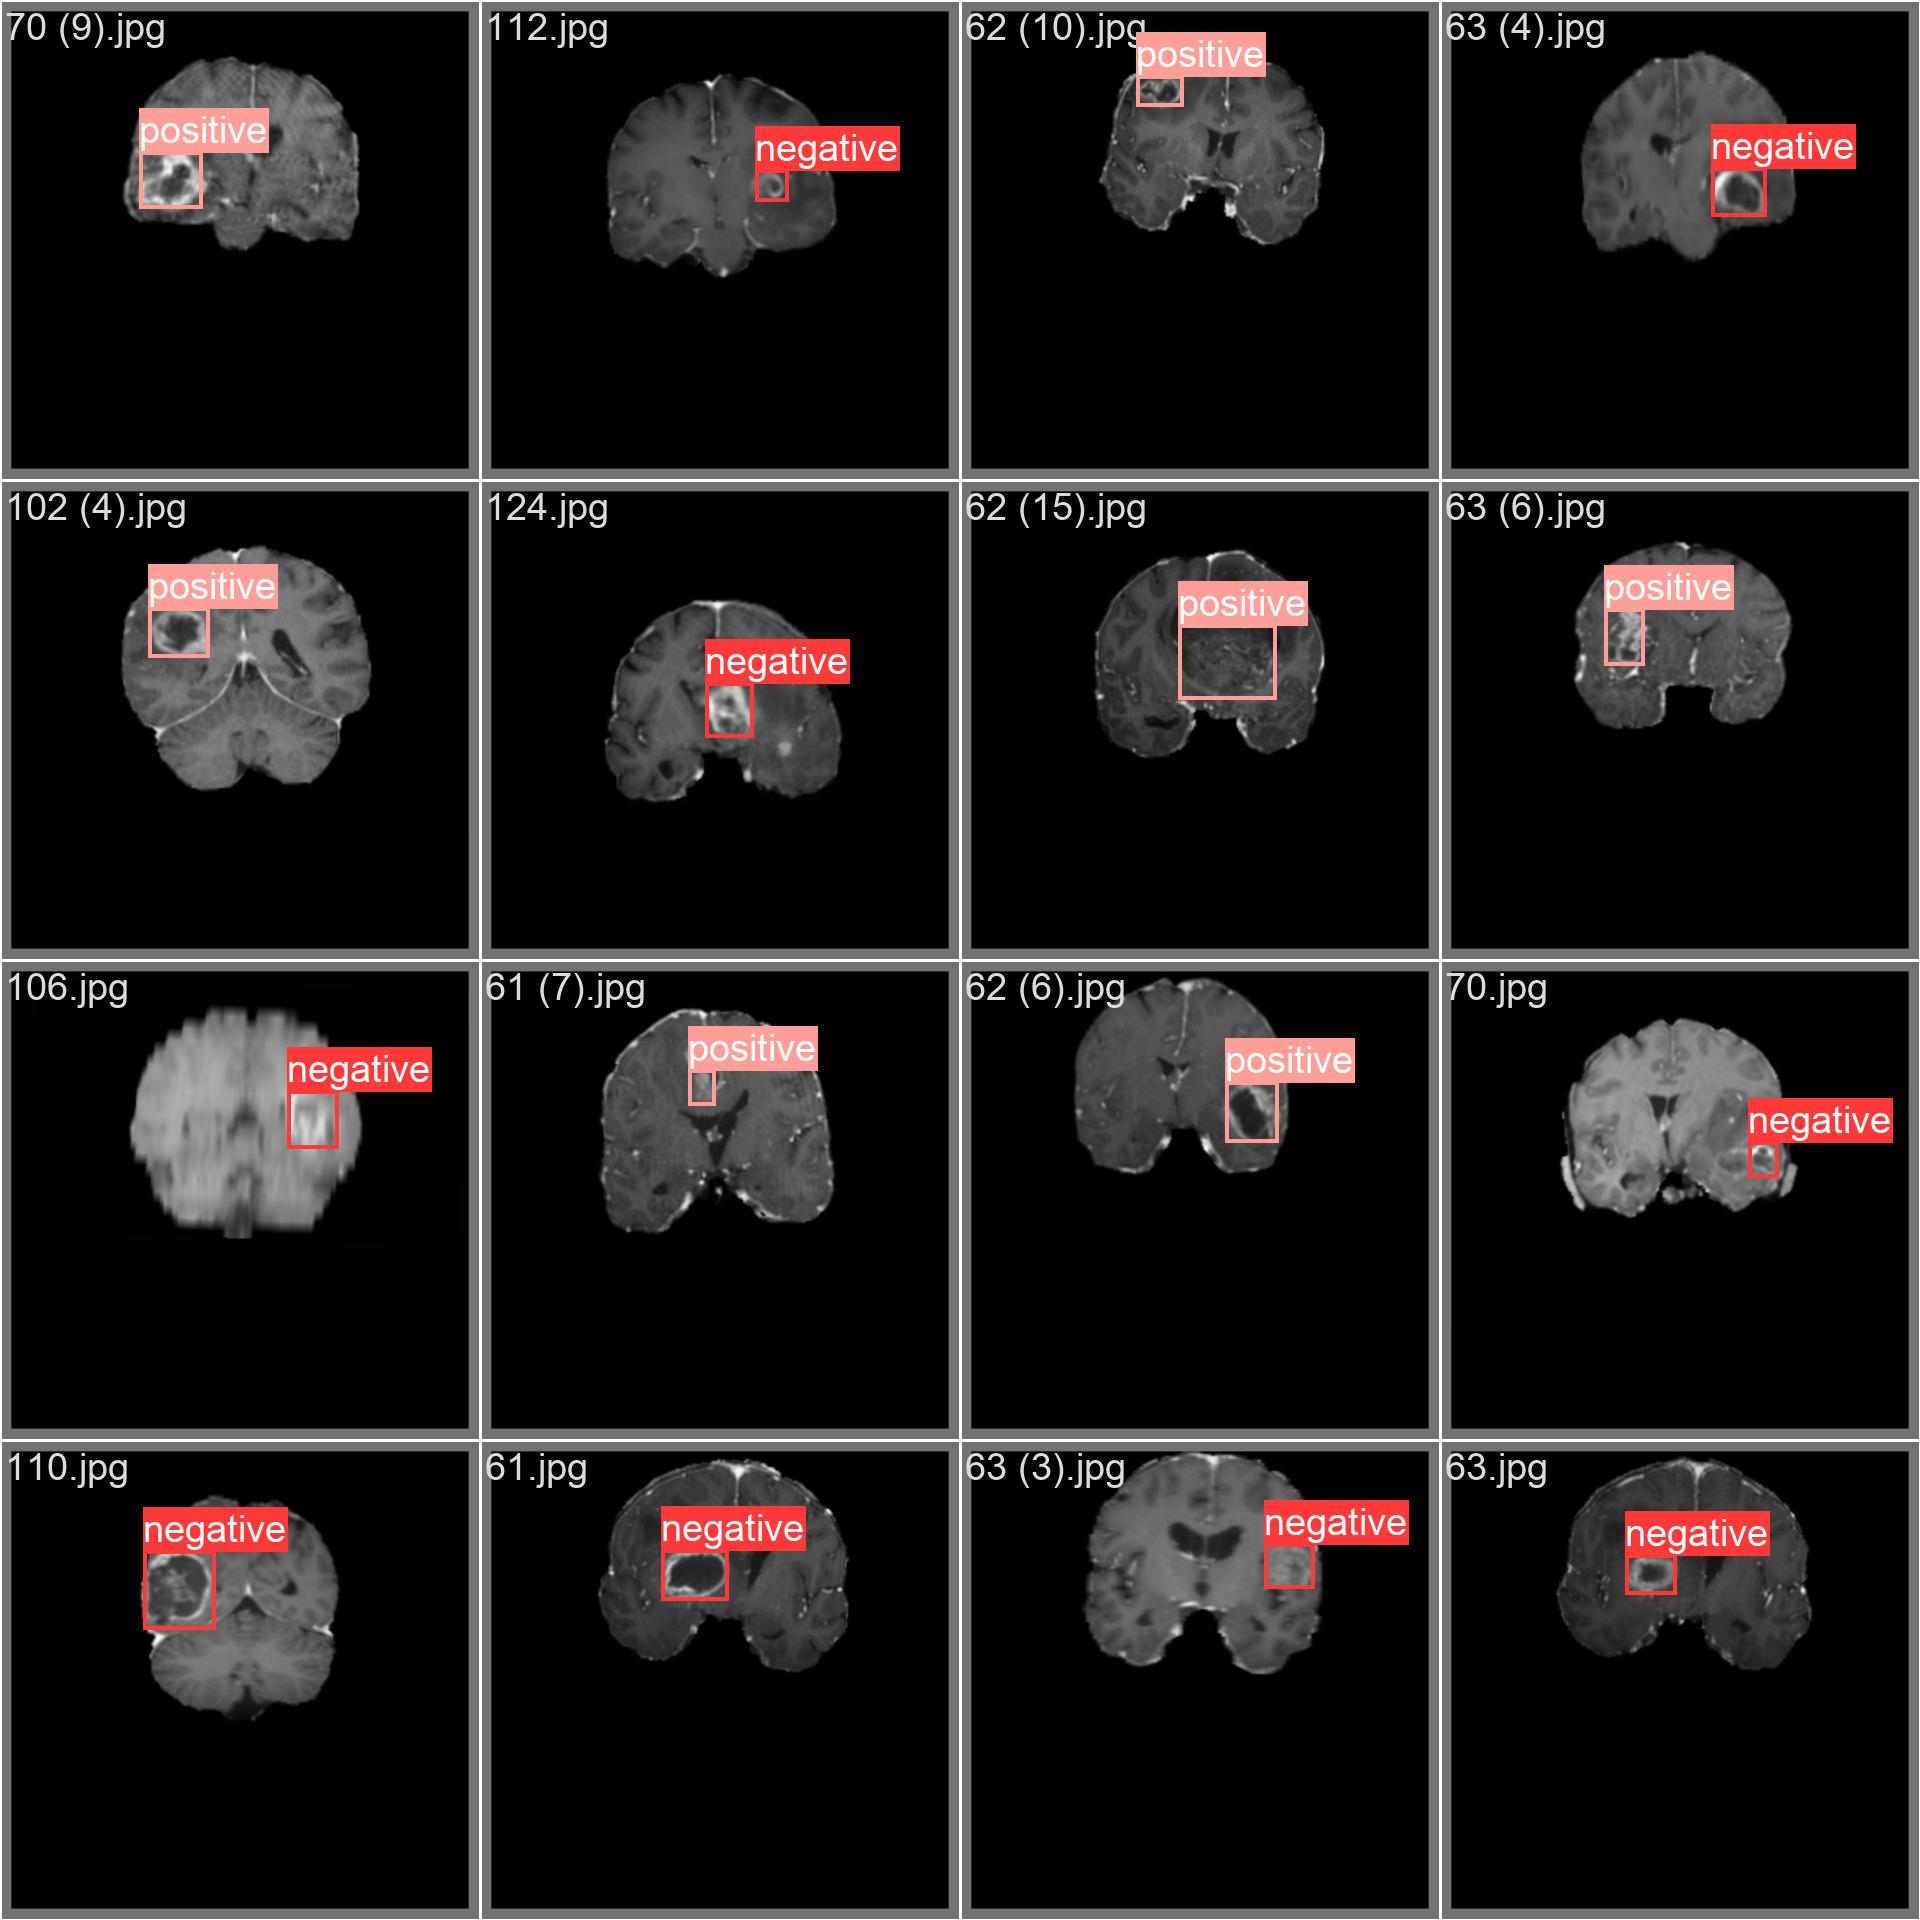 70 (9).jpg
positive
112.jpg
negative
62 (10).jpg
positive
63 (4).jpg
negative
102 (4).jpg
positive
124.jpg
negative
62 (15).jpg
positive
63 (6).jpg
positive
106.jpg
negative
61 (7).jpg
positive
62 (6).jpg
positive
70.jpg
negative
110.jpg
negative
61.jpg
negative
63 (3).jpg
negative
63.jpg
negative